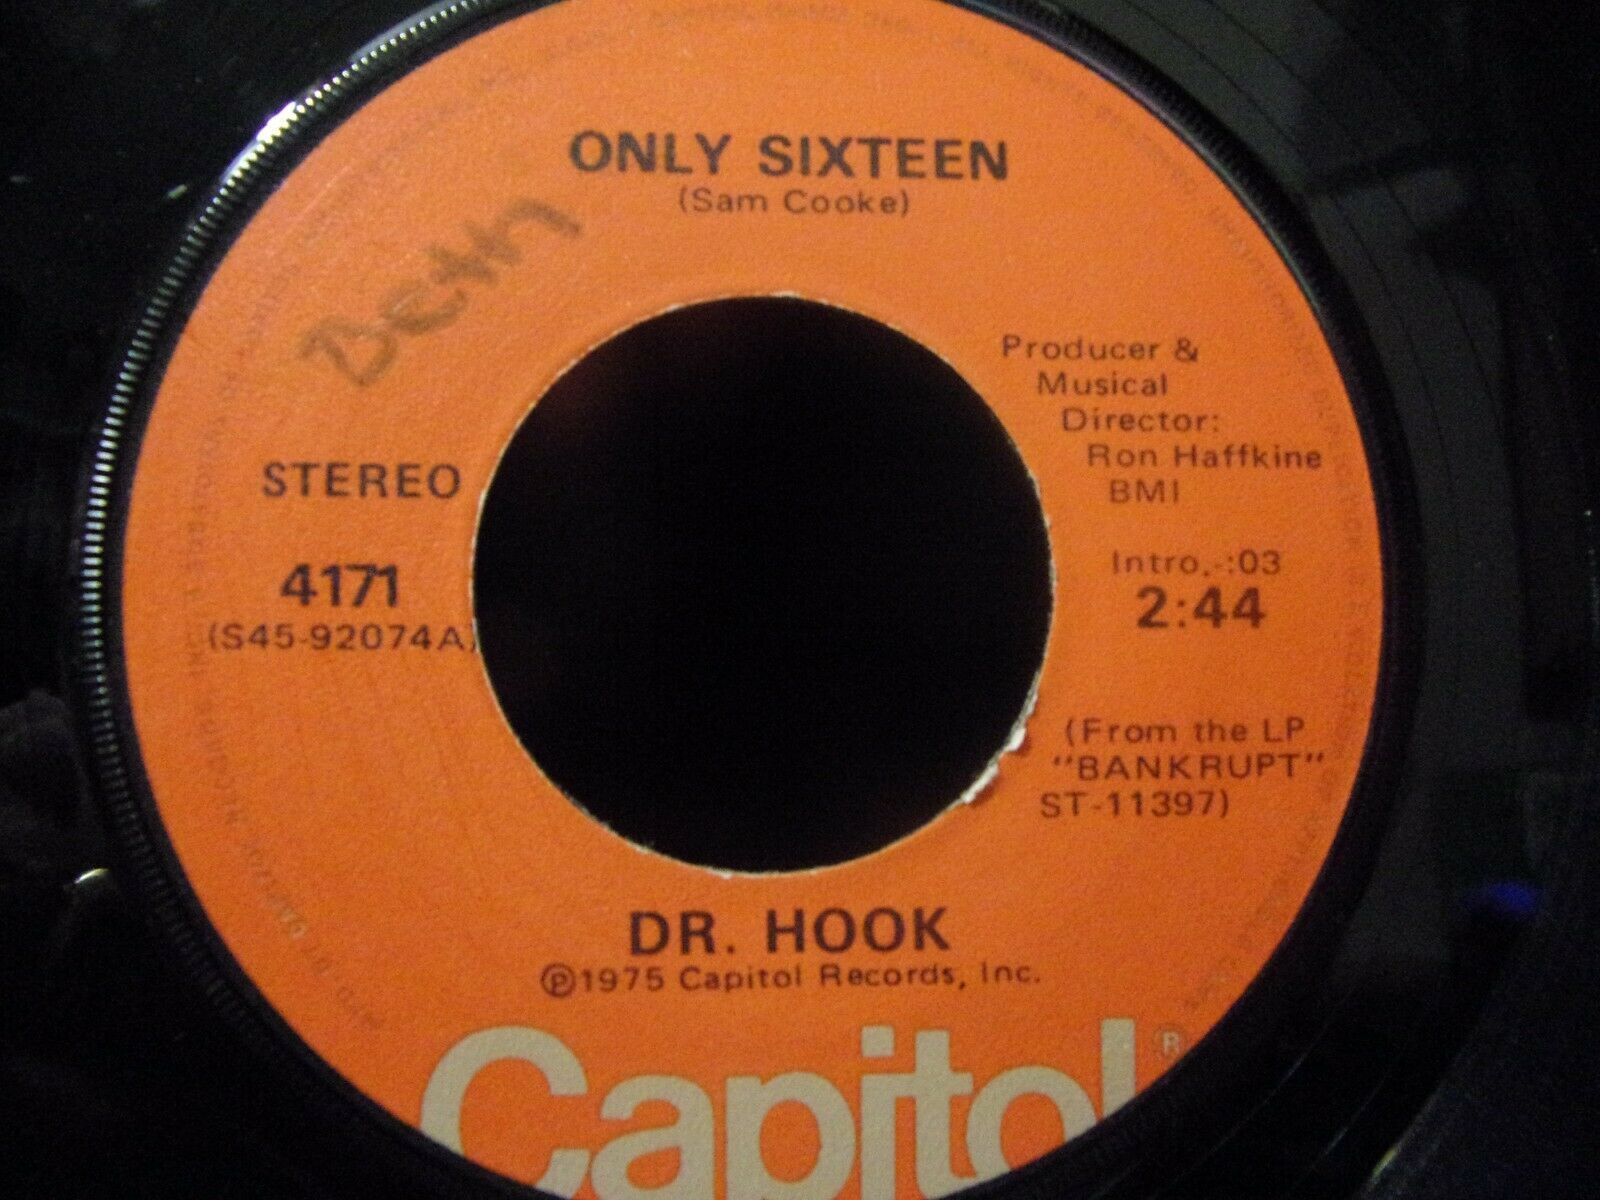 ONLY SIXTEEN
(Sam Cooke)
Beth
Producer &
Musical
Director:
Ron Haffkine
BMI
STEREO
4171
(S45-92074A)
Intro.-:03
2:44
(From the LP
"BANKRUPT"
ST-11397)
DR. HOOK
℗1975 Capitol Records, Inc.
Capitol®